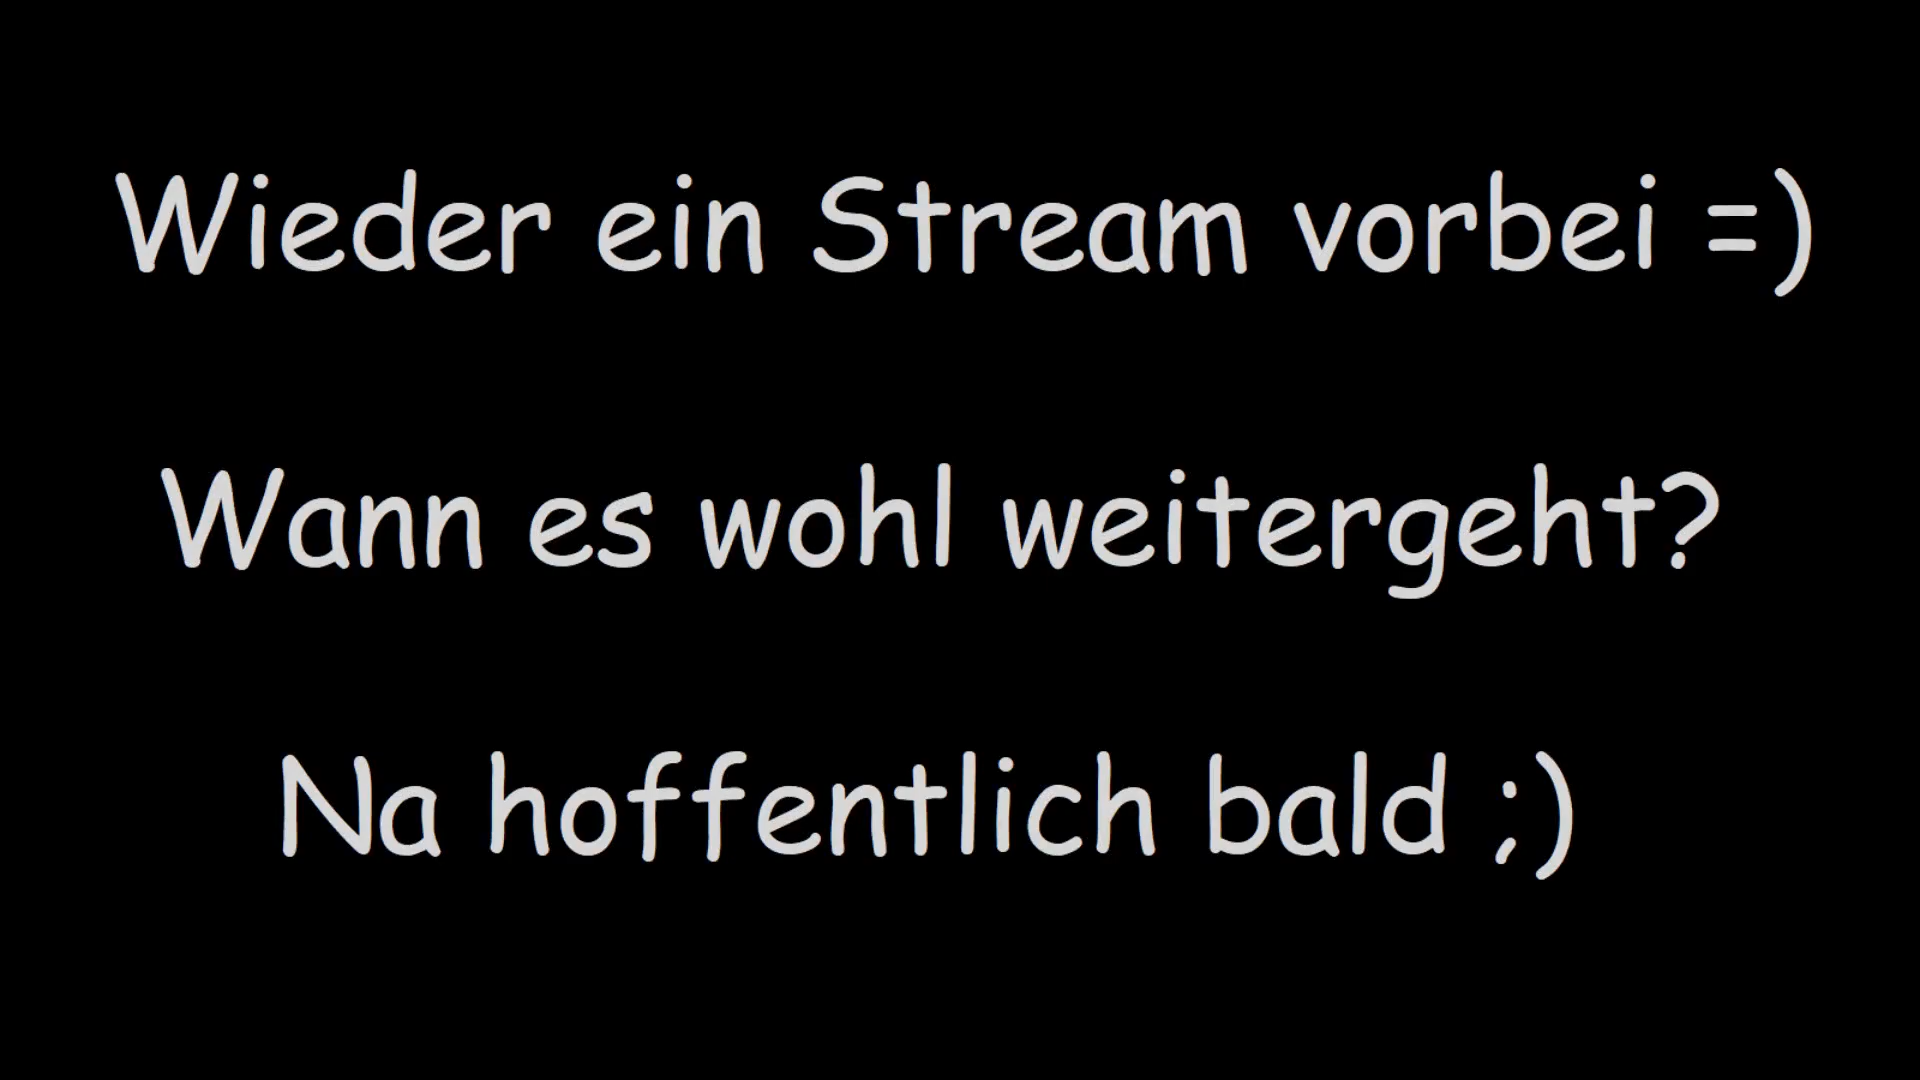 Wieder ein Stream vorbei =)
Wann es wohl weitergeht?
Na hoffentlich bald ;)